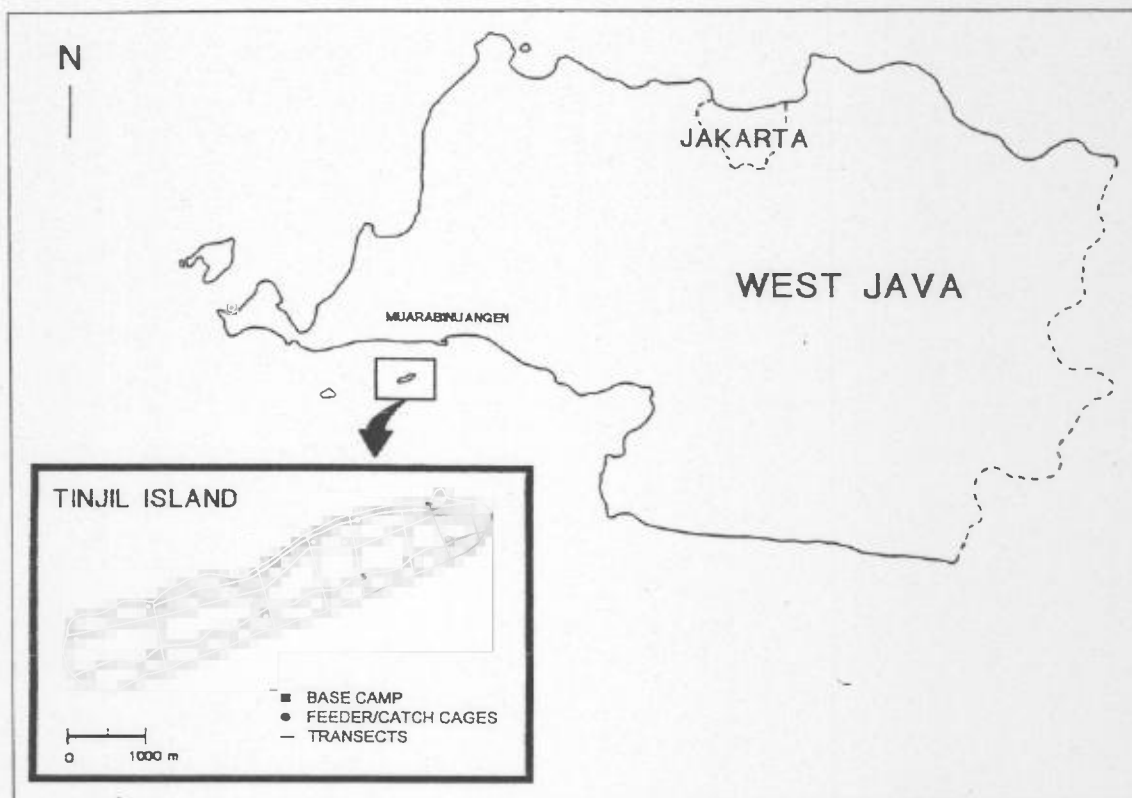 N
JAKARTA
WEST JAVA
MUARABINUANGEN
TINJIL ISLAND
BASE CAMP
FEEDER/CATCH CAGES
TRANSECTS
0 1000 m